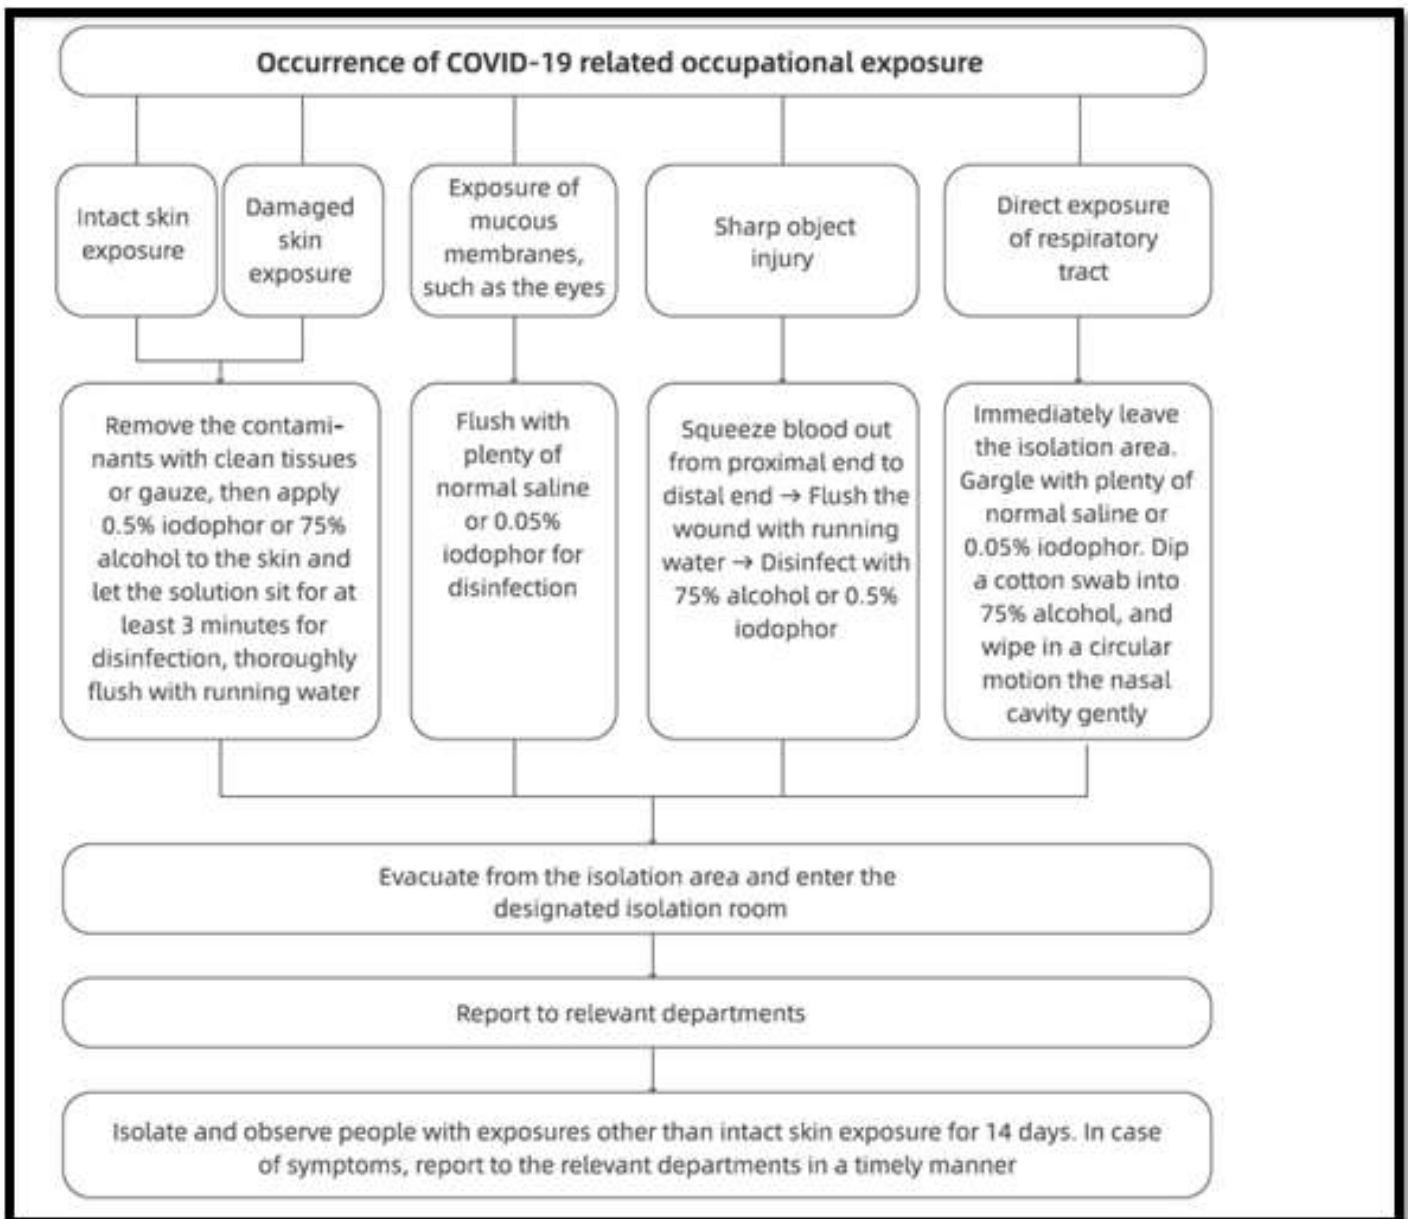 Occurrence of COVID-19 related occupational exposure
Intact skin
exposure
Damaged
skin
exposure
Exposure of
mucous
membranes,
such as the eyes
Sharp object
injury
Direct exposure
of respiratory
tract
Remove the contami-
nants with clean tissues
or gauze, then apply
0.5% iodophor or 75%
alcohol to the skin and
let the solution sit for at
least 3 minutes for
disinfection, thoroughly
flush with running water
Flush with
plenty of
normal saline
or 0.05%
iodophor for
disinfection
Squeeze blood out
from proximal end to
distal end → Flush the
wound with running
water → Disinfect with
75% alcohol or 0.5%
iodophor
Immediately leave
the isolation area.
Gargle with plenty of
normal saline or
0.05% iodophor. Dip
a cotton swab into
75% alcohol, and
wipe in a circular
motion the nasal
cavity gently
Evacuate from the isolation area and enter the
designated isolation room
Report to relevant departments
Isolate and observe people with exposures other than intact skin exposure for 14 days. In case
of symptoms, report to the relevant departments in a timely manner